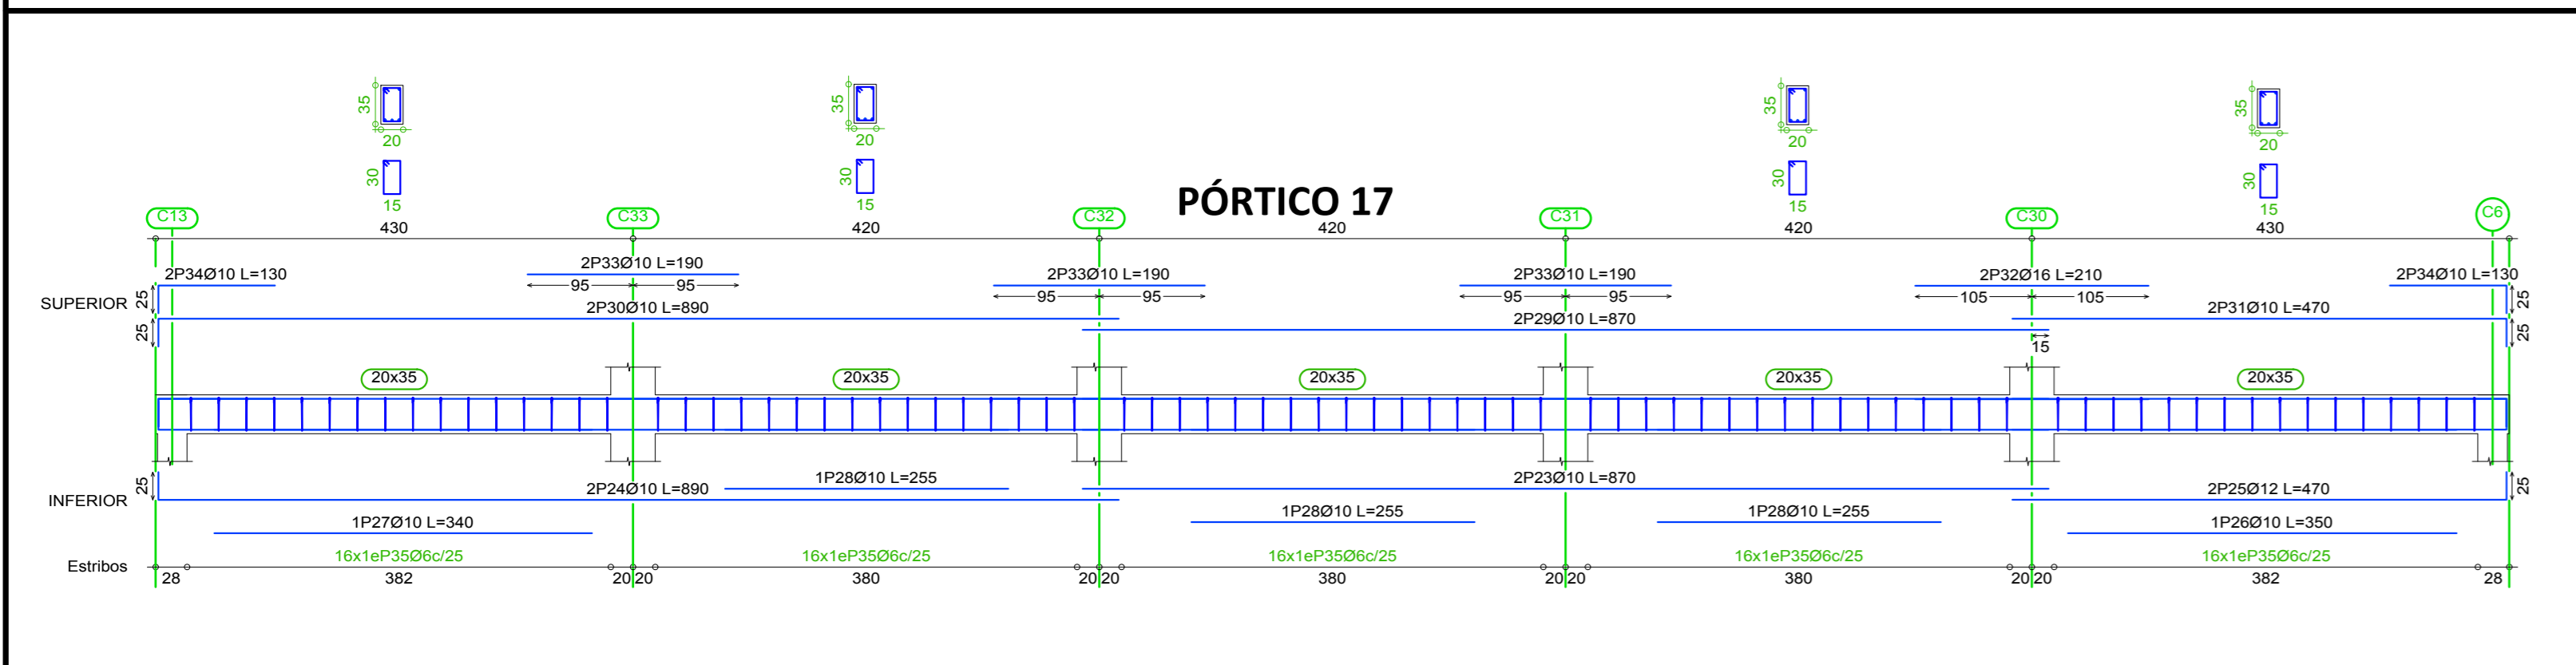 35 35 35 35
20 20 20 20
30 30 30 30
15 15 15 15
PÓRTICO 17
C13 C33 C32 C31 C30 C6
430 420 420 420 430
2P34Ø10 L=130 2P33Ø10 L=190 2P33Ø10 L=190 2P33Ø10 L=190 2P32Ø16 L=210 2P34Ø10 L=130
95 95 95 95 95 95 105 105
SUPERIOR 25 25
2P30Ø10 L=890 2P29Ø10 L=870 2P31Ø10 L=470
25 15 25
20x35 20x35 20x35 20x35 20x35
25 1P28Ø10 L=255 2P23Ø10 L=870 25
INFERIOR 2P24Ø10 L=890 2P25Ø12 L=470
1P27Ø10 L=340 1P28Ø10 L=255 1P28Ø10 L=255 1P26Ø10 L=350
Estribos 16x1eP35Ø6c/25 16x1eP35Ø6c/25 16x1eP35Ø6c/25 16x1eP35Ø6c/25 16x1eP35Ø6c/25
28 382 20 20 380 20 20 380 20 20 380 20 20 382 28